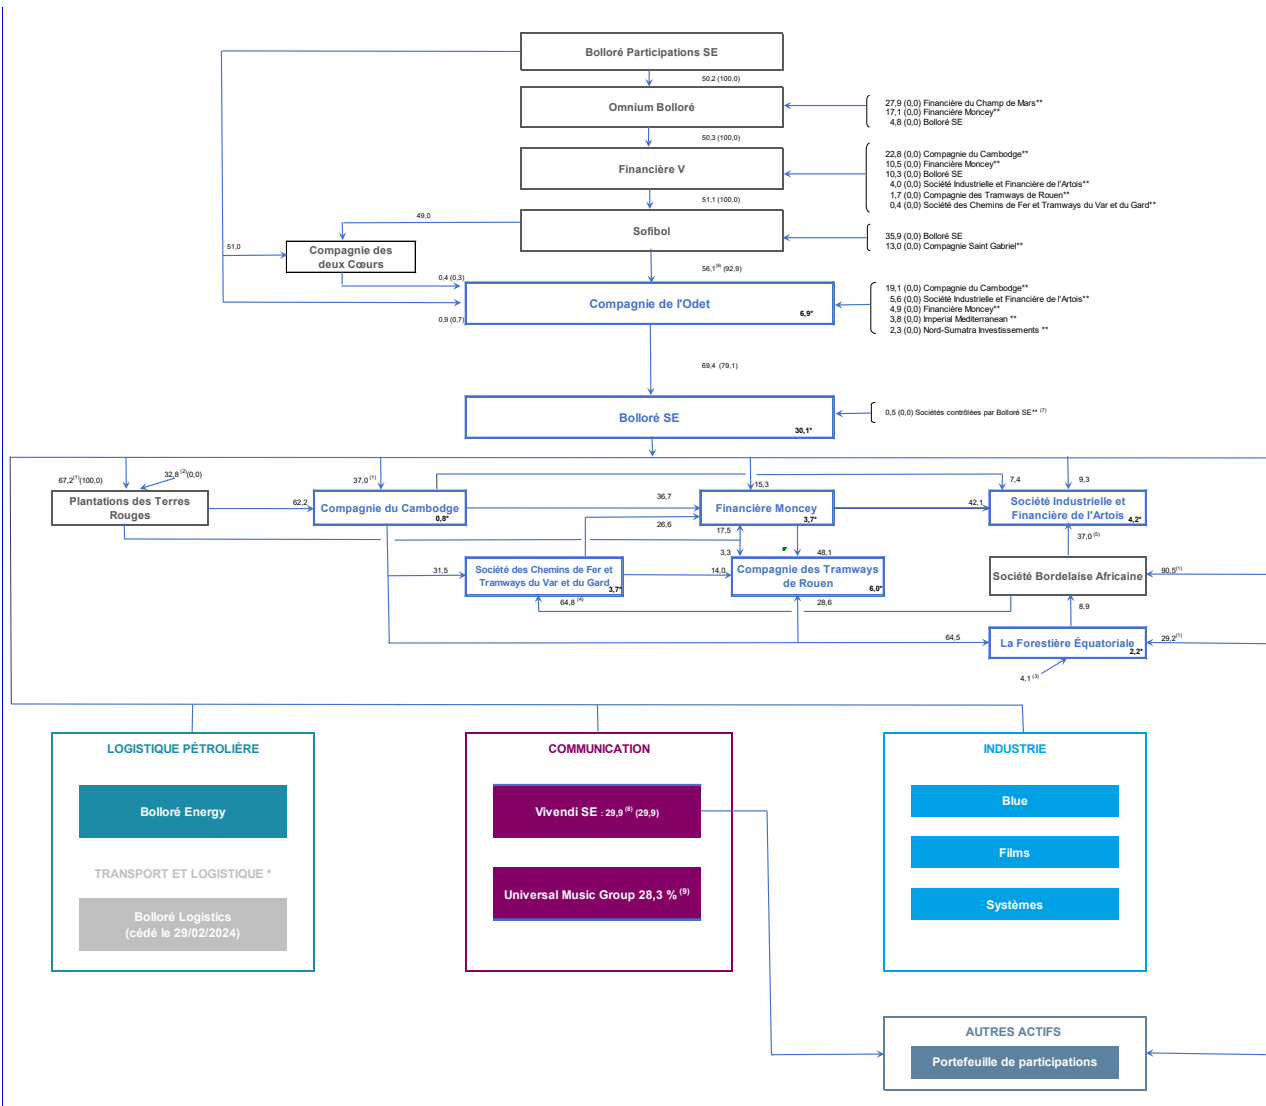 Bolloré Participations SE
50,2 (100,0)
Omnium Bolloré
27,9 (0,0) Financière du Champ de Mars**
17,1 (0,0) Financière Moncey**
4,8 (0,0) Bolloré SE
50,3 (100,0)
Financière V
22,8 (0,0) Compagnie du Cambodge**
10,5 (0,0) Financière Moncey**
10,3 (0,0) Bolloré SE
4,0 (0,0) Société Industrielle et Financière de l'Artois**
1,7 (0,0) Compagnie des Tramways de Rouen**
0,4 (0,0) Société des Chemins de Fer et Tramways du Var et du Gard**
51,1 (100,0)
49,0
Sofibol
35,9 (0,0) Bolloré SE
13,0 (0,0) Compagnie Saint Gabriel**
51,0
Compagnie des
deux Cœurs
56,1(6) (92,9)
0,4 (0,3)
Compagnie de l'Odet
6,9*
0,9 (0,7)
19,1 (0,0) Compagnie du Cambodge**
5,6 (0,0) Société Industrielle et Financière de l'Artois**
4,9 (0,0) Financière Moncey**
3,8 (0,0) Imperial Mediterranean **
2,3 (0,0) Nord-Sumatra Investissements **
69,4 (79,1)
Bolloré SE
30,1*
0,5 (0,0) Sociétés contrôlées par Bolloré SE** (7)
67,2(1)(100,0)
32,8 (2)(0,0)
37,0 (1)
15,3
7,4
9,3
Plantations des Terres
Rouges
62,2
Compagnie du Cambodge
0,8*
36,7
26,6
Financière Moncey
3,7*
42,1
Société Industrielle et
Financière de l'Artois
4,2*
17,5
37,0 (5)
3,3
48,1
31,5
Société des Chemins de Fer et
Tramways du Var et du Gard
3,7*
14,0
Compagnie des Tramways
de Rouen
6,0*
Société Bordelaise Africaine
90,5(1)
64,8 (4)
28,6
8,9
64,5
La Forestière Équatoriale
2,2*
29,2(1)
4,1 (3)
LOGISTIQUE PÉTROLIÈRE
Bolloré Energy
TRANSPORT ET LOGISTIQUE *
Bolloré Logistics
(cédé le 29/02/2024)
COMMUNICATION
Vivendi SE : 29,9 (8) (29,9)
Universal Music Group 28,3 % (9)
INDUSTRIE
Blue
Films
Systèmes
AUTRES ACTIFS
Portefeuille de participations